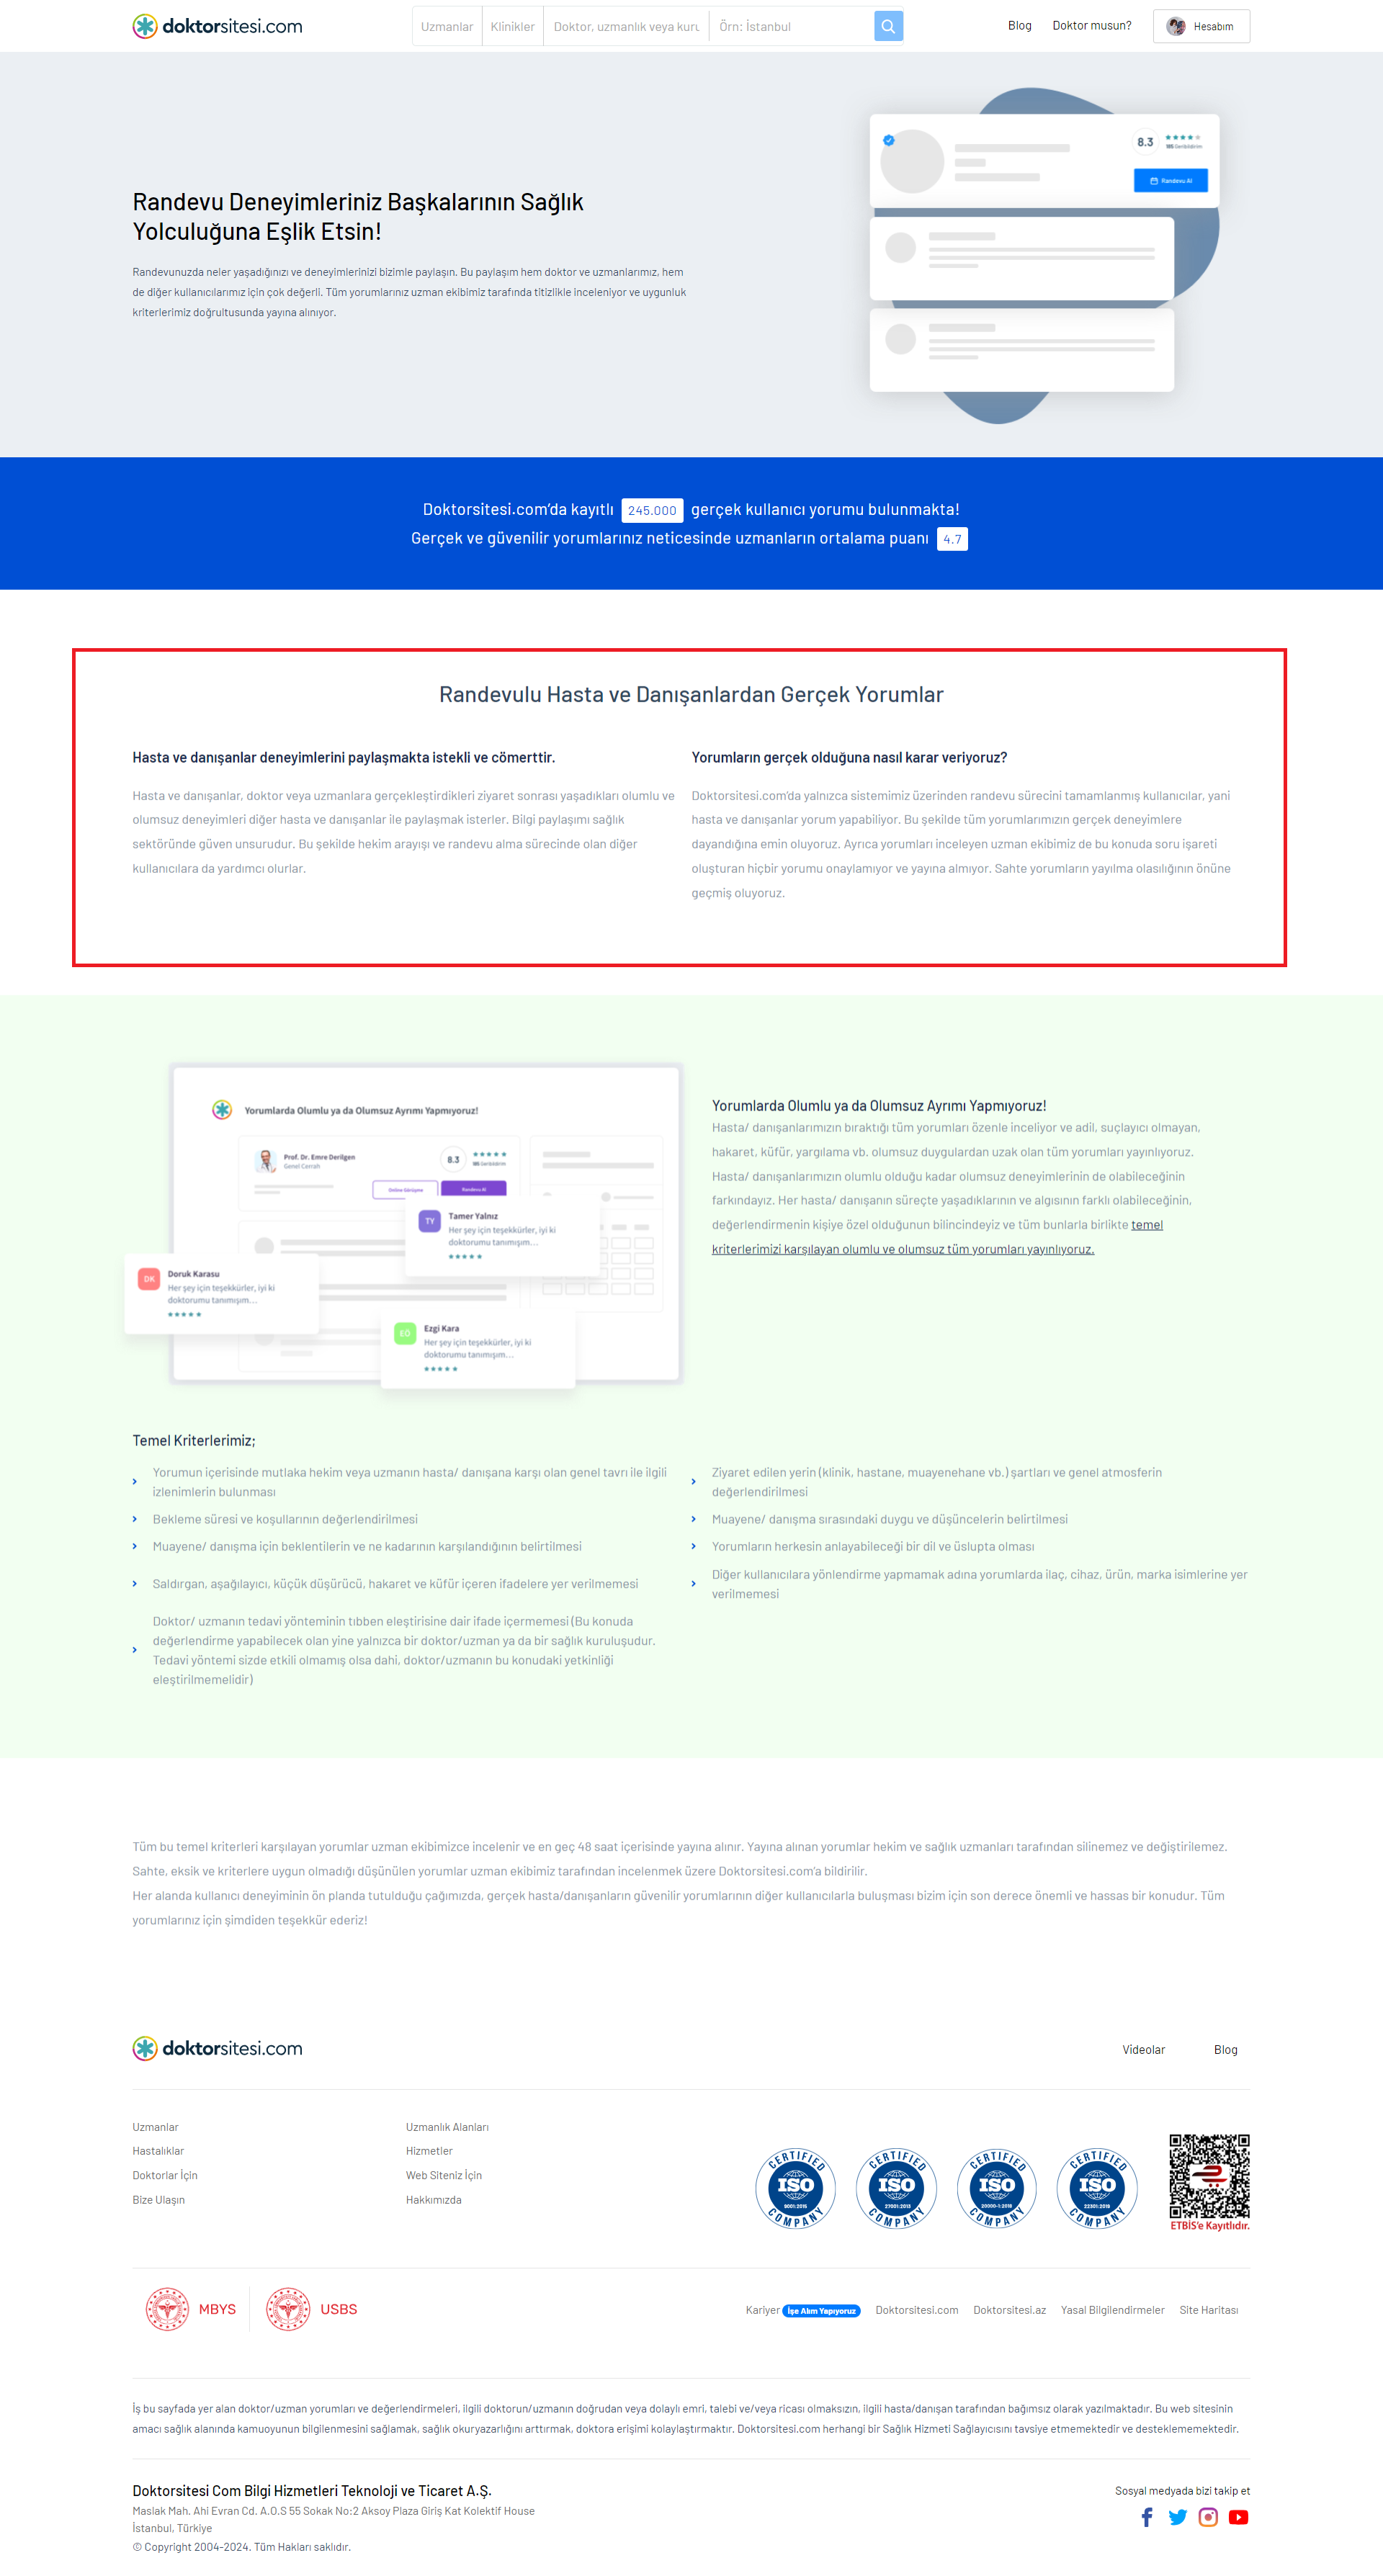 doktorsitesi.com
Uzmanlar
Klinikler
Doktor, uzmanlık veya kuru
Örn: İstanbul
Blog
Doktor musun?
Hesabım
Randevu Deneyimleriniz Başkalarının Sağlık
Yolculuğuna Eşlik Etsin!
Randevunuzda neler yaşadığınızı ve deneyimlerinizi bizimle paylaşın. Bu paylaşım hem doktor ve uzmanlarımız, hem
de diğer kullanıcılarımız için çok değerli. Tüm yorumlarınız uzman ekibimiz tarafında titizlikle inceleniyor ve uygunluk
kriterlerimiz doğrultusunda yayına alınıyor.
8.3
185 Geribildirim
Randevu Al
Doktorsitesi.com’da kayıtlı 245.000 gerçek kullanıcı yorumu bulunmakta!
Gerçek ve güvenilir yorumlarınız neticesinde uzmanların ortalama puanı 4.7
Randevulu Hasta ve Danışanlardan Gerçek Yorumlar
Hasta ve danışanlar deneyimlerini paylaşmakta istekli ve cömerttir.
Hasta ve danışanlar, doktor veya uzmanlara gerçekleştirdikleri ziyaret sonrası yaşadıkları olumlu ve
olumsuz deneyimleri diğer hasta ve danışanlar ile paylaşmak isterler. Bilgi paylaşımı sağlık
sektöründe güven unsurudur. Bu şekilde hekim arayışı ve randevu alma sürecinde olan diğer
kullanıcılara da yardımcı olurlar.
Yorumların gerçek olduğuna nasıl karar veriyoruz?
Doktorsitesi.com’da yalnızca sistemimiz üzerinden randevu sürecini tamamlanmış kullanıcılar, yani
hasta ve danışanlar yorum yapabiliyor. Bu şekilde tüm yorumlarımızın gerçek deneyimlere
dayandığına emin oluyoruz. Ayrıca yorumları inceleyen uzman ekibimiz de bu konuda soru işareti
oluşturan hiçbir yorumu onaylamıyor ve yayına almıyor. Sahte yorumların yayılma olasılığının önüne
geçmiş oluyoruz.
Yorumlarda Olumlu ya da Olumsuz Ayrımı Yapmıyoruz!
Prof. Dr. Emre Derilgen
Genel Cerrah
8.3
185 Geribildirim
Online Görüşme
Randevu Al
TY
Tamer Yalnız
Her şey için teşekkürler, iyi ki
doktorumu tanımışım...
DK
Doruk Karasu
Her şey için teşekkürler, iyi ki
doktorumu tanımışım...
EÖ
Ezgi Kara
Her şey için teşekkürler, iyi ki
doktorumu tanımışım...
Yorumlarda Olumlu ya da Olumsuz Ayrımı Yapmıyoruz!
Hasta/ danışanlarımızın bıraktığı tüm yorumları özenle inceliyor ve adil, suçlayıcı olmayan,
hakaret, küfür, yargılama vb. olumsuz duygulardan uzak olan tüm yorumları yayınlıyoruz.
Hasta/ danışanlarımızın olumlu olduğu kadar olumsuz deneyimlerinin de olabileceğinin
farkındayız. Her hasta/ danışanın süreçte yaşadıklarının ve algısının farklı olabileceğinin,
değerlendirmenin kişiye özel olduğunun bilincindeyiz ve tüm bunlarla birlikte temel
kriterlerimizi karşılayan olumlu ve olumsuz tüm yorumları yayınlıyoruz.
Temel Kriterlerimiz;
Yorumun içerisinde mutlaka hekim veya uzmanın hasta/ danışana karşı olan genel tavrı ile ilgili
izlenimlerin bulunması
Ziyaret edilen yerin (klinik, hastane, muayenehane vb.) şartları ve genel atmosferin
değerlendirilmesi
Bekleme süresi ve koşullarının değerlendirilmesi
Muayene/ danışma sırasındaki duygu ve düşüncelerin belirtilmesi
Muayene/ danışma için beklentilerin ve ne kadarının karşılandığının belirtilmesi
Yorumların herkesin anlayabileceği bir dil ve üslupta olması
Saldırgan, aşağılayıcı, küçük düşürücü, hakaret ve küfür içeren ifadelere yer verilmemesi
Diğer kullanıcılara yönlendirme yapmamak adına yorumlarda ilaç, cihaz, ürün, marka isimlerine yer
verilmemesi
Doktor/ uzmanın tedavi yönteminin tıbben eleştirisine dair ifade içermemesi (Bu konuda
değerlendirme yapabilecek olan yine yalnızca bir doktor/uzman ya da bir sağlık kuruluşudur.
Tedavi yöntemi sizde etkili olmamış olsa dahi, doktor/uzmanın bu konudaki yetkinliği
eleştirilmemelidir)
Tüm bu temel kriterleri karşılayan yorumlar uzman ekibimizce incelenir ve en geç 48 saat içerisinde yayına alınır. Yayına alınan yorumlar hekim ve sağlık uzmanları tarafından silinemez ve değiştirilemez.
Sahte, eksik ve kriterlere uygun olmadığı düşünülen yorumlar uzman ekibimiz tarafından incelenmek üzere Doktorsitesi.com’a bildirilir.
Her alanda kullanıcı deneyiminin ön planda tutulduğu çağımızda, gerçek hasta/danışanların güvenilir yorumlarının diğer kullanıcılarla buluşması bizim için son derece önemli ve hassas bir konudur. Tüm
yorumlarınız için şimdiden teşekkür ederiz!
doktorsitesi.com
Videolar
Blog
Uzmanlar
Hastalıklar
Doktorlar İçin
Bize Ulaşın
Uzmanlık Alanları
Hizmetler
Web Siteniz İçin
Hakkımızda
CERTIFIED ISO 9001:2015 COMPANY
CERTIFIED ISO 27001:2013 COMPANY
CERTIFIED ISO 20000-1:2018 COMPANY
CERTIFIED ISO 22301:2019 COMPANY
ETBİS'e Kayıtlıdır.
MBYS
USBS
Kariyer İşe Alım Yapıyoruz
Doktorsitesi.com
Doktorsitesi.az
Yasal Bilgilendirmeler
Site Haritası
İş bu sayfada yer alan doktor/uzman yorumları ve değerlendirmeleri, ilgili doktorun/uzmanın doğrudan veya dolaylı emri, talebi ve/veya ricası olmaksızın, ilgili hasta/danışan tarafından bağımsız olarak yazılmaktadır. Bu web sitesinin
amacı sağlık alanında kamuoyunun bilgilenmesini sağlamak, sağlık okuryazarlığını arttırmak, doktora erişimi kolaylaştırmaktır. Doktorsitesi.com herhangi bir Sağlık Hizmeti Sağlayıcısını tavsiye etmemektedir ve desteklememektedir.
Doktorsitesi Com Bilgi Hizmetleri Teknoloji ve Ticaret A.Ş.
Maslak Mah. Ahi Evran Cd. A.O.S 55 Sokak No:2 Aksoy Plaza Giriş Kat Kolektif House
İstanbul, Türkiye
© Copyright 2004-2024. Tüm Hakları saklıdır.
Sosyal medyada bizi takip et